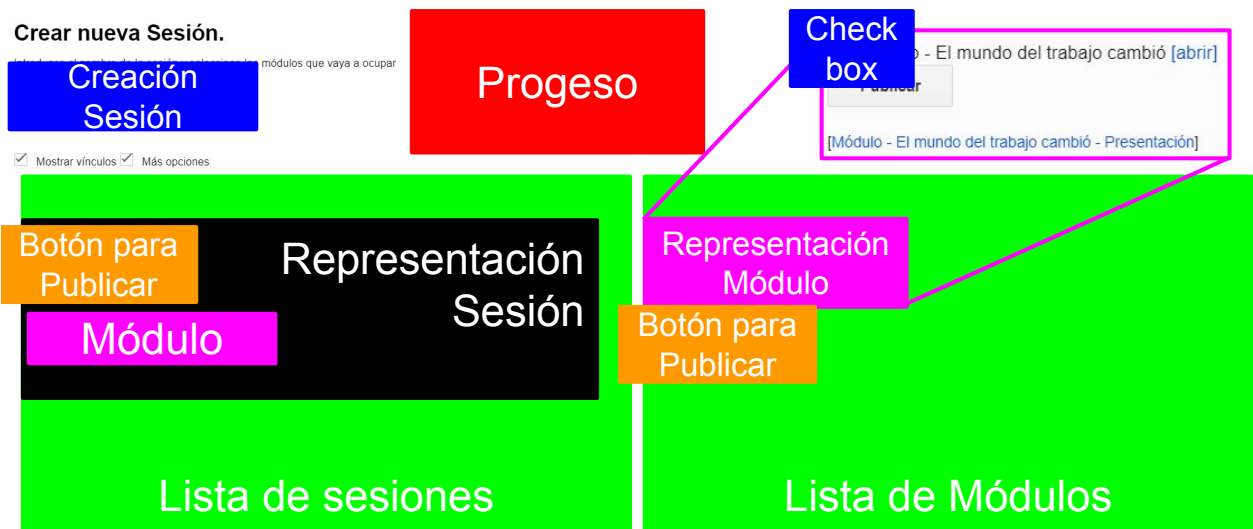 Crear nueva Sesión.
módulos que vaya a ocupar
Creación
Sesión
Mostrar vínculos Más opciones
Progeso
Check
box
- El mundo del trabajo cambió [abrir]
Publicar
[Módulo - El mundo del trabajo cambió - Presentación]
Botón para
Publicar
Representación
Sesión
Módulo
Lista de sesiones
Representación
Módulo
Botón para
Publicar
Lista de Módulos